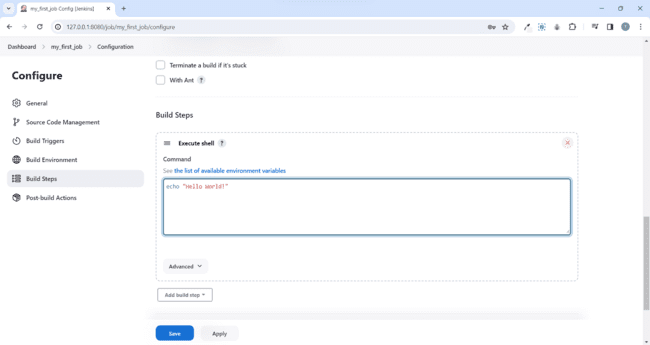 my_first_job Config [Jenkins]
127.0.0.1:8080/job/my_first_job/configure
Dashboard > my_first_job > Configuration
Configure
General
Source Code Management
Build Triggers
Build Environment
Build Steps
Post-build Actions
Terminate a build if it's stuck
With Ant ?
Build Steps
Execute shell ?
Command
See the list of available environment variables
echo "Hello World!"
Advanced
Add build step
Save
Apply